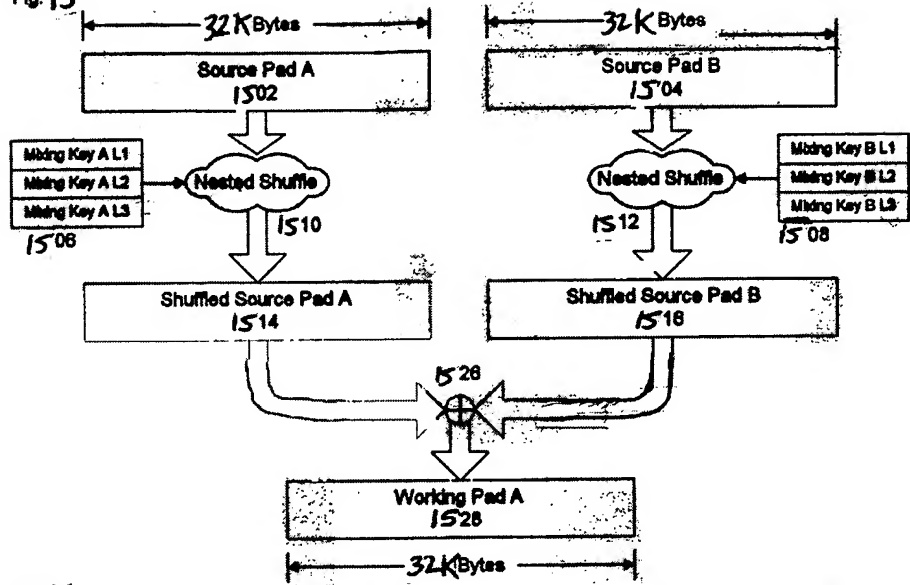 Fig. 15
32K Bytes
32K Bytes
Source Pad A
1502
Source Pad B
1504
Mixing Key A L1
Mixing Key A L2
Mixing Key A L3
1506
Nested Shuffle
1510
Nested Shuffle
1512
Mixing Key B L1
Mixing Key B L2
Mixing Key B L3
1508
Shuffled Source Pad A
1514
Shuffled Source Pad B
1516
1526
Working Pad A
1528
32K Bytes